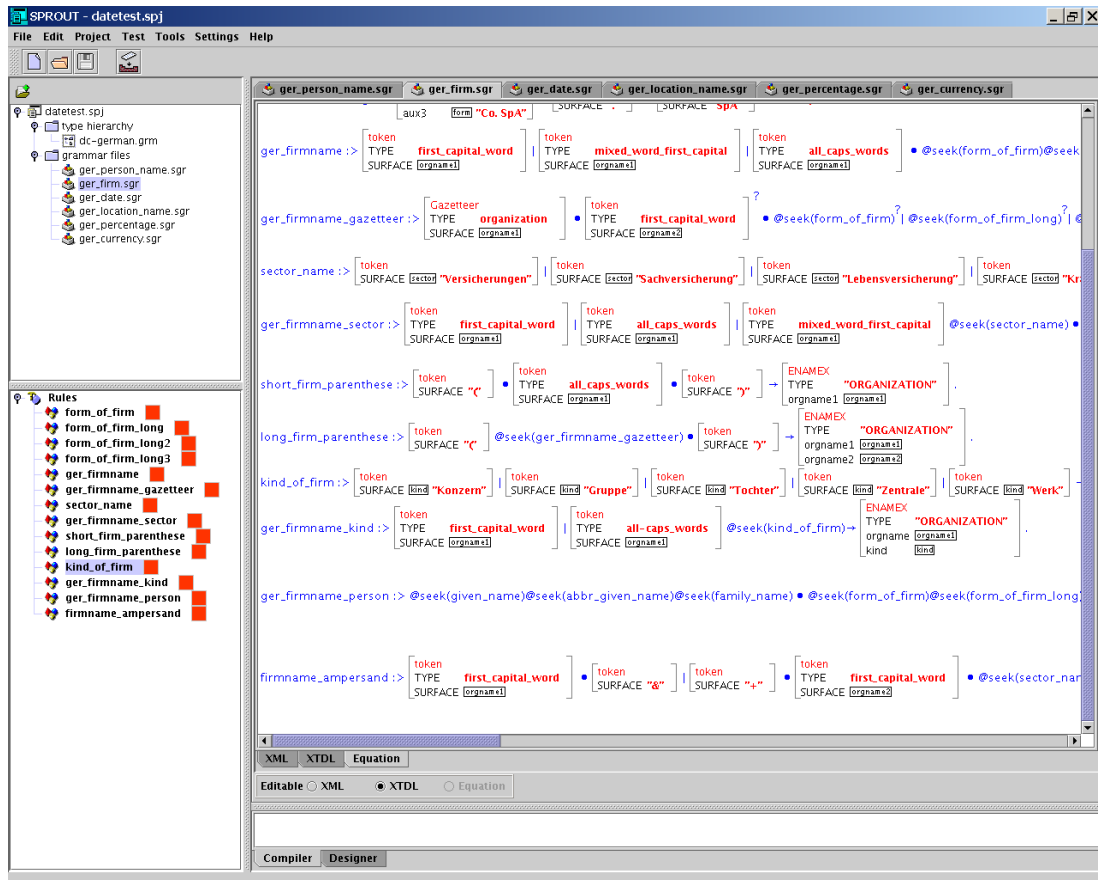 SPROUT - datetest.spj
File Edit Project Test Tools Settings Help
datetest.spj
type hierarchy
dc-german.grm
grammar files
ger_person_name.sgr
ger_firm.sgr
ger_date.sgr
ger_location_name.sgr
ger_percentage.sgr
ger_currency.sgr
Rules
form_of_firm
form_of_firm_long
form_of_firm_long2
form_of_firm_long3
ger_firmname
ger_firmname_gazetteer
sector_name
ger_firmname_sector
short_firm_parenthese
long_firm_parenthese
kind_of_firm
ger_firmname_kind
ger_firmname_person
firmname_ampersand
ger_person_name.sgr ger_firm.sgr ger_date.sgr ger_location_name.sgr ger_percentage.sgr ger_currency.sgr
SURFACE "." SURFACE "SpA"
aux3 form "Co. SpA"
token token token
ger_firmname :> TYPE first_capital_word | TYPE mixed_word_first_capital | TYPE all_caps_words • @seek(form_of_firm)@seek
SURFACE orgname1 SURFACE orgname1 SURFACE orgname1
Gazetteer token ? ? ?
ger_firmname_gazetteer :> TYPE organization • TYPE first_capital_word • @seek(form_of_firm) | @seek(form_of_firm_long) | @
SURFACE orgname1 SURFACE orgname2
token token token token
sector_name :> SURFACE sector "Versicherungen" | SURFACE sector "Sachversicherung" | SURFACE sector "Lebensversicherung" | SURFACE sector "Kr
token token token
ger_firmname_sector :> TYPE first_capital_word | TYPE all_caps_words | TYPE mixed_word_first_capital @seek(sector_name) •
SURFACE orgname1 SURFACE orgname1 SURFACE orgname1
token token token ENAMEX
short_firm_parenthese :> SURFACE "(" • TYPE all_caps_words • SURFACE ")" → TYPE "ORGANIZATION" .
SURFACE orgname1 orgname1 orgname1
token token ENAMEX
long_firm_parenthese :> SURFACE "(" @seek(ger_firmname_gazetteer) • SURFACE ")" → TYPE "ORGANIZATION" .
orgname1 orgname1
orgname2 orgname2
token token token token token
kind_of_firm :> SURFACE kind "Konzern" | SURFACE kind "Gruppe" | SURFACE kind "Tochter" | SURFACE kind "Zentrale" | SURFACE kind "Werk" →
token token ENAMEX
ger_firmname_kind :> TYPE first_capital_word | TYPE all-caps_words @seek(kind_of_firm)→ TYPE "ORGANIZATION" .
SURFACE orgname1 SURFACE orgname1 orgname orgname1
kind kind
ger_firmname_person :> @seek(given_name)@seek(abbr_given_name)@seek(family_name) • @seek(form_of_firm)@seek(form_of_firm_long)
token token token token
firmname_ampersand :> TYPE first_capital_word • SURFACE "&" | SURFACE "+" • TYPE first_capital_word • @seek(sector_nar
SURFACE orgname1 SURFACE orgname2
XML XTDL Equation
Editable XML XTDL Equation
Compiler Designer